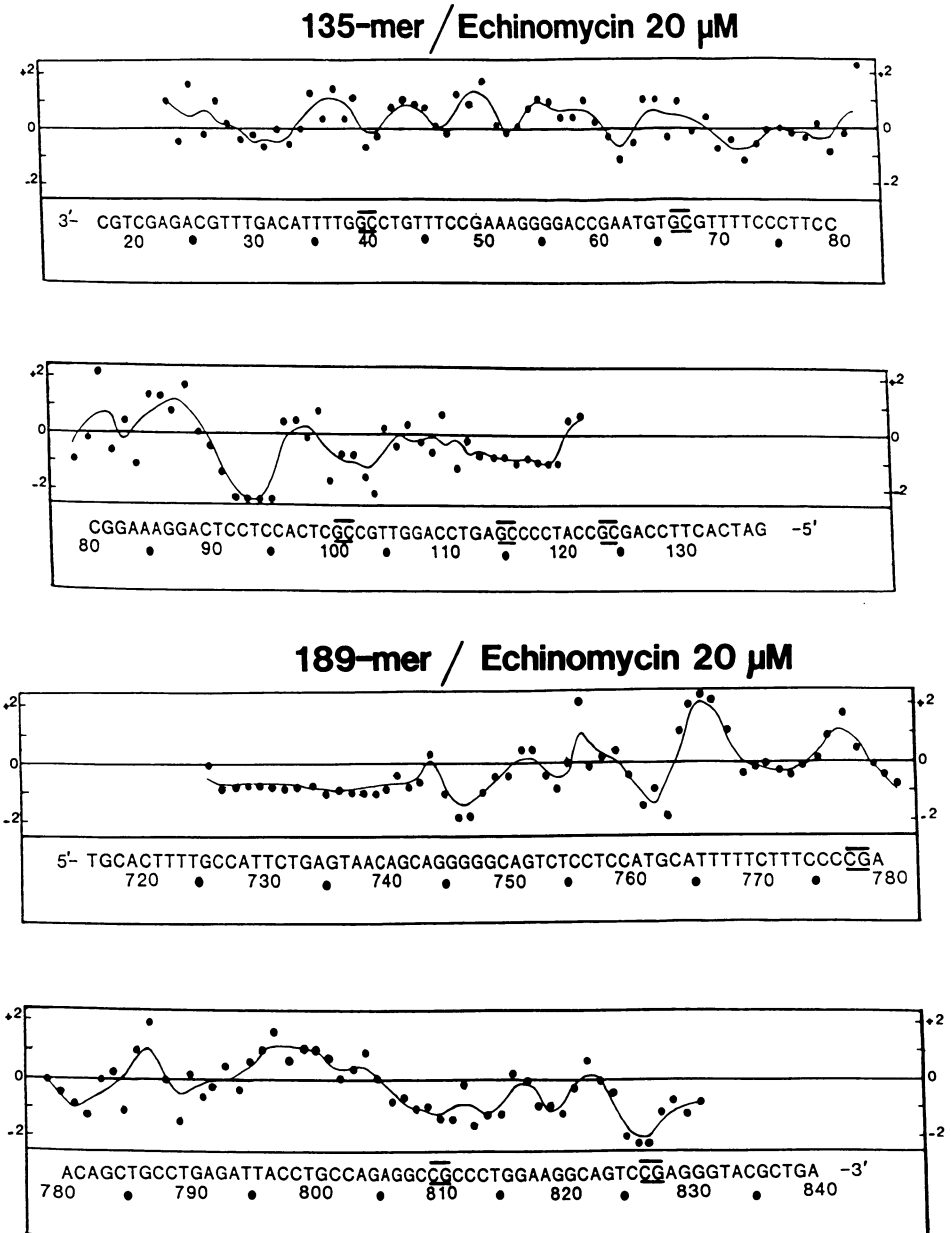 135-mer / Echinomycin 20 µM
+2 +2
0 0
-2 -2
3'- CGTCGAGACGTTTGACATTTTGGCCTGTTTCCGAAAGGGGACCGAATGTGCGTTTTCCCTTCC
20 30 40 50 60 70 80
+2 +2
0 0
-2 -2
CGGAAAGGACTCCTCCACTCGCCGTTGGACCTGAGCCCCTACCGCGACCTTCACTAG -5'
80 90 100 110 120 130
189-mer / Echinomycin 20 µM
+2 +2
0 0
-2 -2
5'- TGCACTTTTGCCATTCTGAGTAACAGCAGGGGGCAGTCTCCTCCATGCATTTTTCTTTCCCCGA
720 730 740 750 760 770 780
+2 +2
0 0
-2 -2
ACAGCTGCCTGAGATTACCTGCCAGAGGCCGCCCTGGAAGGCAGTCCGAGGGTACGCTGA -3'
780 790 800 810 820 830 840